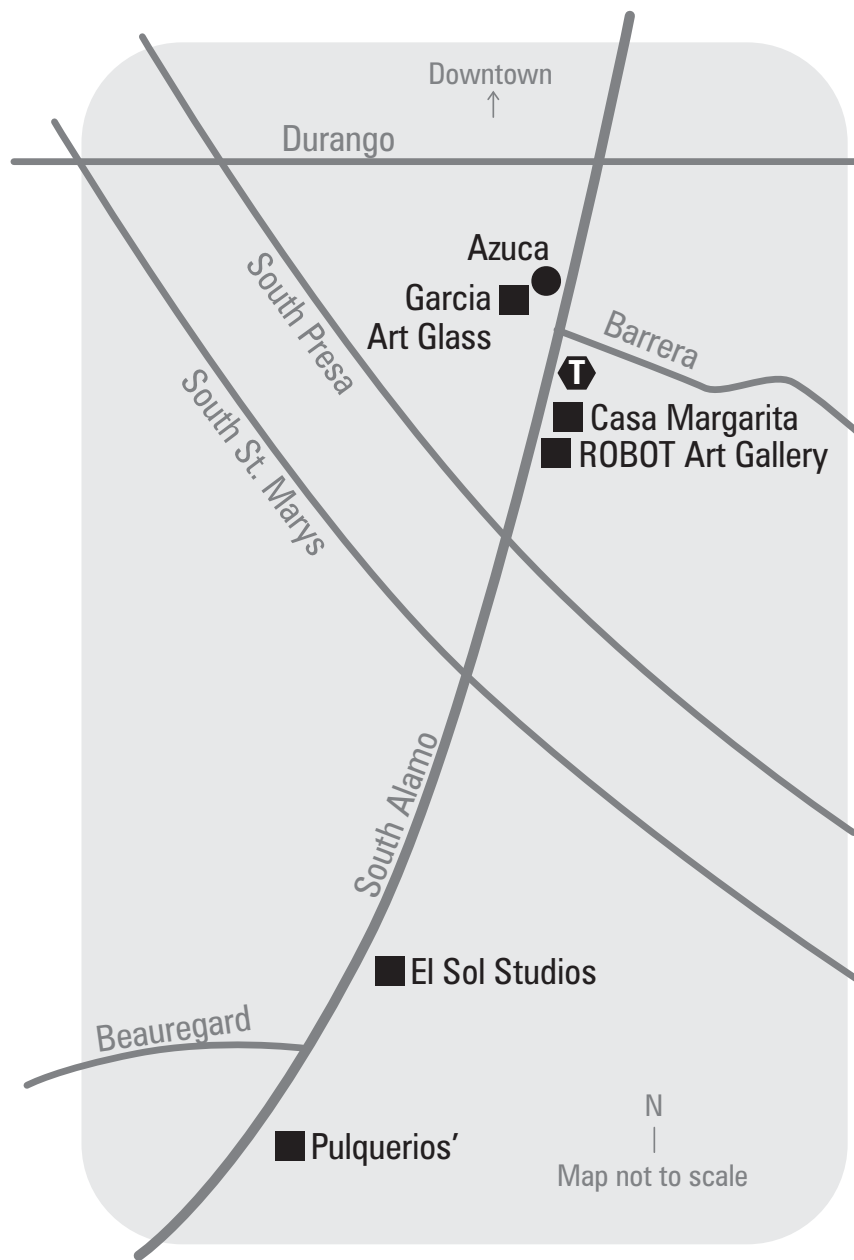 Downtown
Durango
Azuca
Garcia
Art Glass
South Presa
Barrera
T
South St. Marys
Casa Margarita
ROBOT Art Gallery
South Alamo
El Sol Studios
Beauregard
N
Pulquerios’
Map not to scale